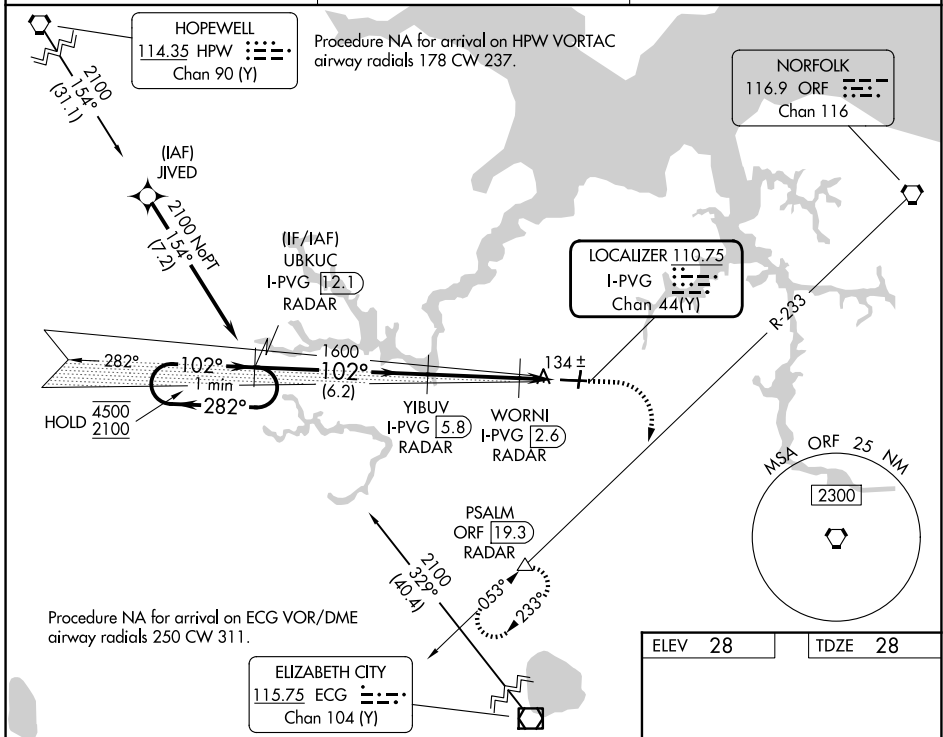 HOPEWELL
114.35 HPW
Chan 90 (Y)
Procedure NA for arrival on HPW VORTAC
airway radials 178 CW 237.
NORFOLK
116.9 ORF
Chan 116
2100
154°
(31.1)
(IAF)
JIVED
2100 NoPT
154°
(7.2)
(IF/IAF)
UBKUC
I-PVG 12.1
RADAR
LOCALIZER 110.75
I-PVG
Chan 44(Y)
R-233
282°
102°
1 min
282°
1600
102°
(6.2)
134 ±
HOLD 4500
2100
YIBUV
I-PVG 5.8
RADAR
WORNI
I-PVG 2.6
RADAR
MSA ORF 25 NM
2300
PSALM
ORF 19.3
RADAR
053°
233°
2100
329°
(40.4)
Procedure NA for arrival on ECG VOR/DME
airway radials 250 CW 311.
ELIZABETH CITY
115.75 ECG
Chan 104 (Y)
ELEV 28
TDZE 28